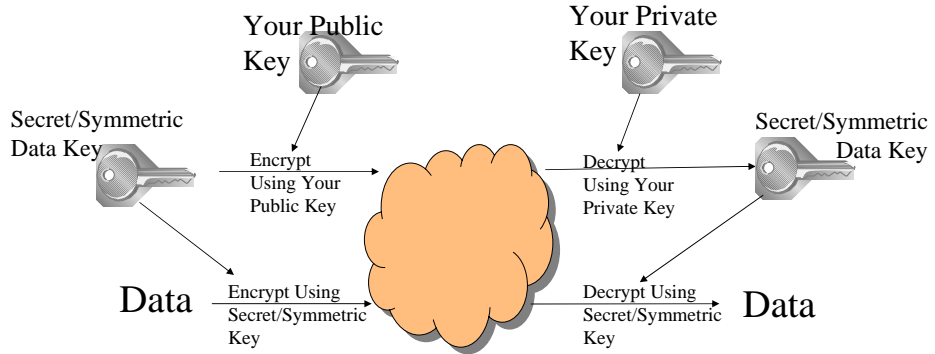 Your Public
Key
Your Private
Key
Secret/Symmetric
Data Key
Secret/Symmetric
Data Key
Encrypt
Using Your
Public Key
Decrypt
Using Your
Private Key
Data
Encrypt Using
Secret/Symmetric
Key
Decrypt Using
Secret/Symmetric
Key
Data